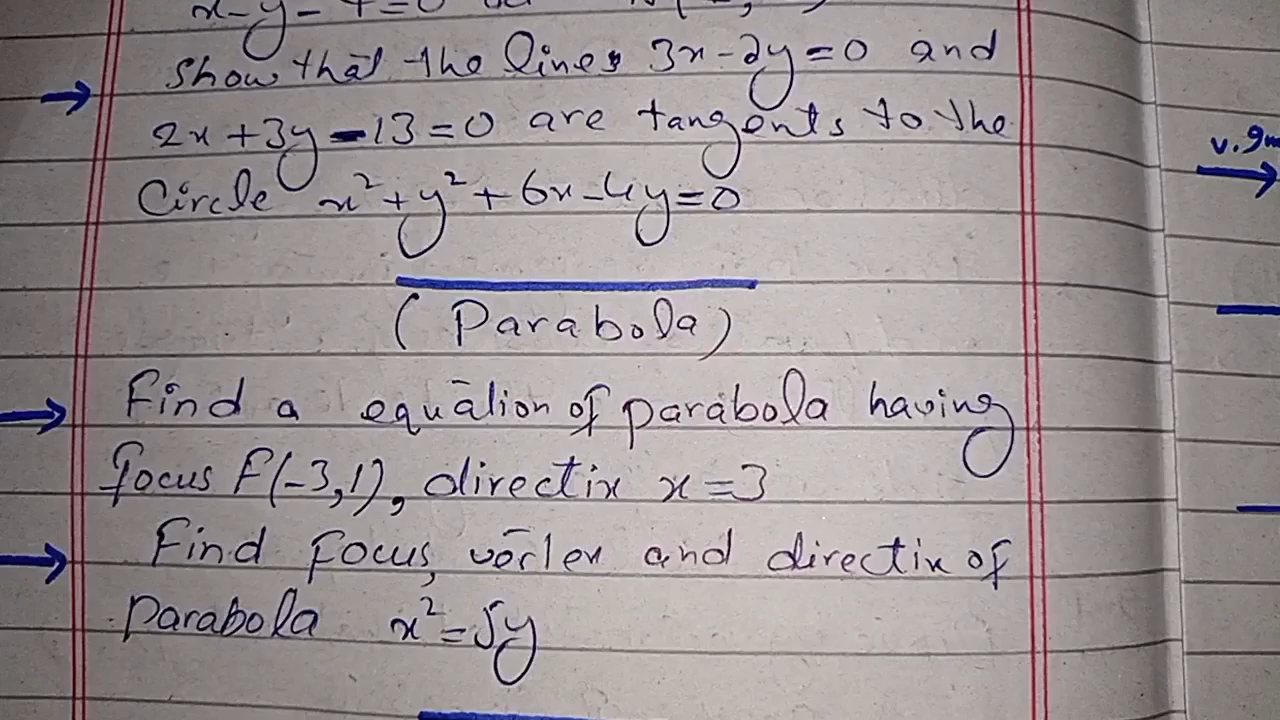 show that the lines 3x-2y=0 and
2x+3y-13=0 are tangents to the
Circle x²+y²+6x-4y=0
(Parabola)
Find a equation of parabola having
focus F(-3,1), directix x=3
Find focus, vertex and directix of
Parabola x²=5y